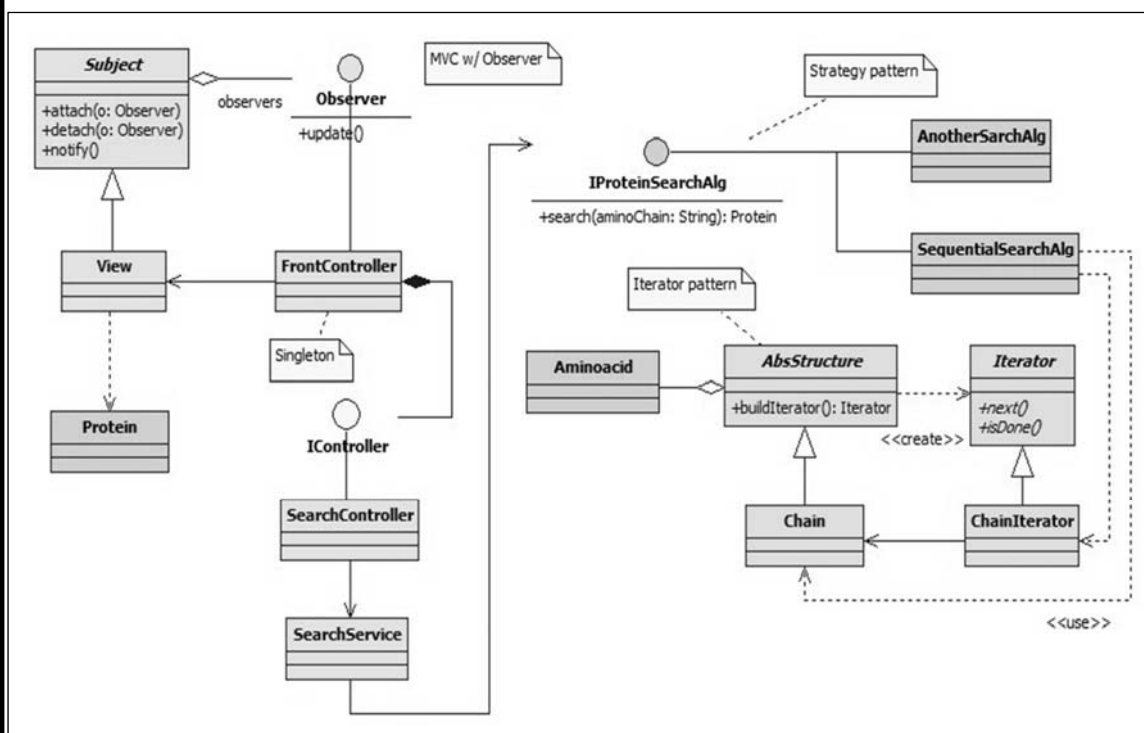 Subject
+attach(o: Observer)
+detach(o: Observer)
+notify()
observers
Observer
+update()
MVC w/ Observer
Strategy pattern
IProteinSearchAlg
+search(aminoChain: String): Protein
AnotherSarchAlg
SequentialSearchAlg
View
FrontController
Singleton
Protein
IController
SearchController
SearchService
Iterator pattern
Aminoacid
AbsStructure
+buildIterator(): Iterator
<<create>>
Iterator
+next()
+isDone()
Chain
ChainIterator
<<use>>